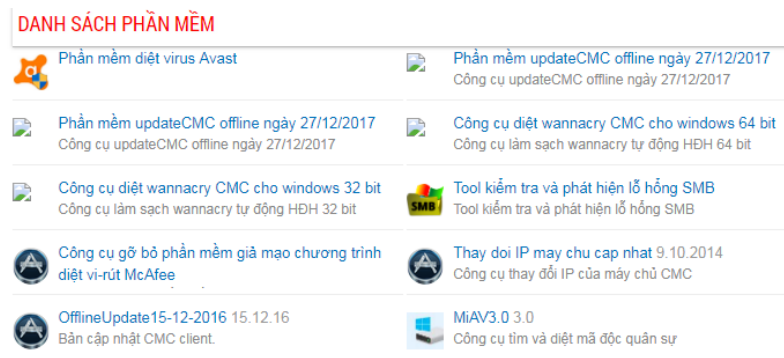 DANH SÁCH PHẦN MỀM
Phần mềm diệt virus Avast
Phần mềm updateCMC offline ngày 27/12/2017
Công cụ updateCMC offline ngày 27/12/2017
Phần mềm updateCMC offline ngày 27/12/2017
Công cụ updateCMC offline ngày 27/12/2017
Công cụ diệt wannacry CMC cho windows 64 bit
Công cụ làm sạch wannacry tự động HĐH 64 bit
Công cụ diệt wannacry CMC cho windows 32 bit
Công cụ làm sạch wannacry tự động HĐH 32 bit
SMB
Tool kiểm tra và phát hiện lỗ hổng SMB
Tool kiểm tra và phát hiện lỗ hổng SMB
Công cụ gỡ bỏ phần mềm giả mạo chương trình
diệt vi-rút McAfee
Thay doi IP may chu cap nhat 9.10.2014
Công cụ thay đổi IP của máy chủ CMC
OfflineUpdate15-12-2016 15.12.16
Bản cập nhật CMC client.
MiAV3.0 3.0
Công cụ tìm và diệt mã độc quân sự